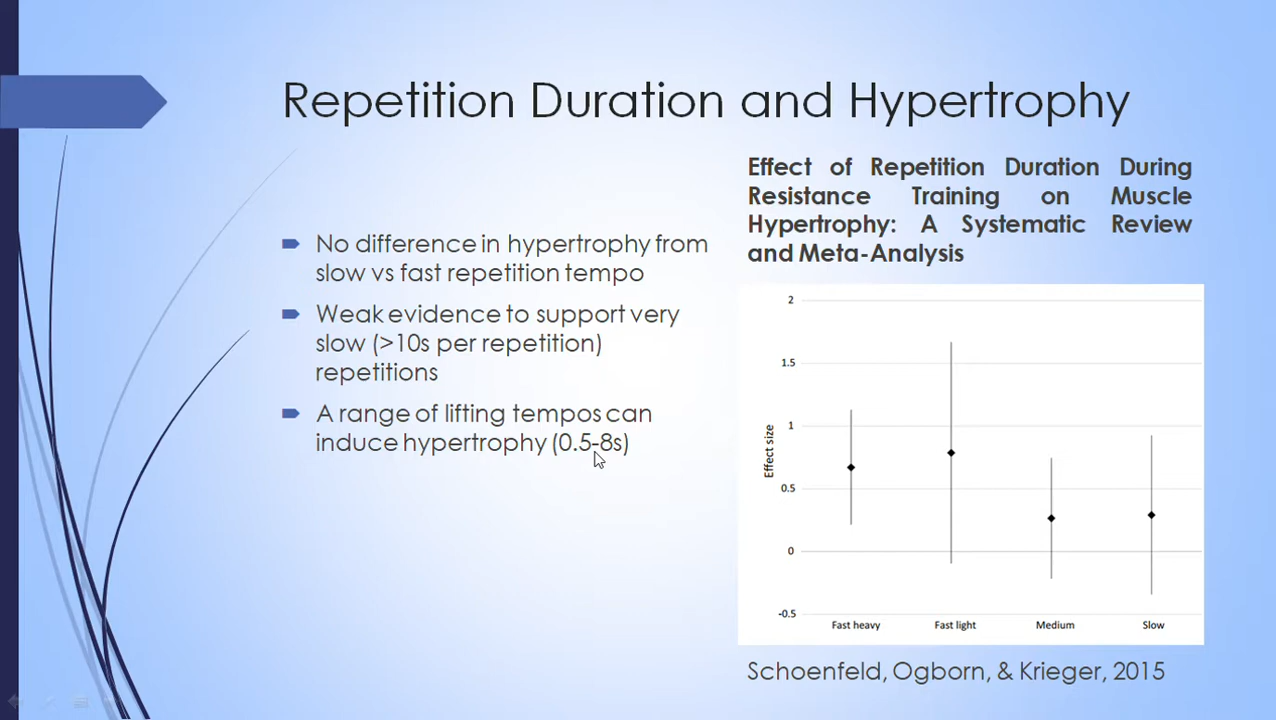 Repetition Duration and Hypertrophy
No difference in hypertrophy from
slow vs fast repetition tempo
Weak evidence to support very
slow (>10s per repetition)
repetitions
A range of lifting tempos can
induce hypertrophy (0.5-8s)
Effect of Repetition Duration During
Resistance Training on Muscle
Hypertrophy: A Systematic Review
and Meta-Analysis
2
1.5
1
0.5
0
-0.5
Effect size
Fast heavy Fast light Medium Slow
Schoenfeld, Ogborn, & Krieger, 2015